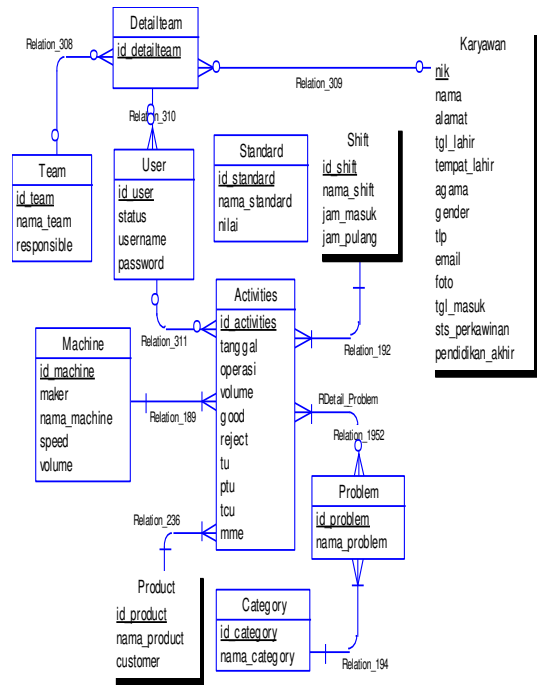 Detailteam
id_detailteam
Relation_308
Relation_309
Relation_310
Karyawan
nik
nama
alamat
tgl_lahir
tempat_lahir
agama
gender
tlp
email
foto
tgl_masuk
sts_perkawinan
pendidikan_akhir
Team
id_team
nama_team
responsible
User
id_user
status
username
password
Standard
id_standard
nama_standard
nilai
Shift
id_shift
nama_shift
jam_masuk
jam_pulang
Relation_311
Relation_192
Activities
id_activities
tanggal
operasi
volume
good
reject
tu
ptu
tcu
mme
Machine
id_machine
maker
nama_machine
speed
volume
Relation_189
RDetail_Problem
Relation_1952
Problem
id_problem
nama_problem
Relation_236
Product
id_product
nama_product
customer
Category
id_category
nama_category
Relation_194